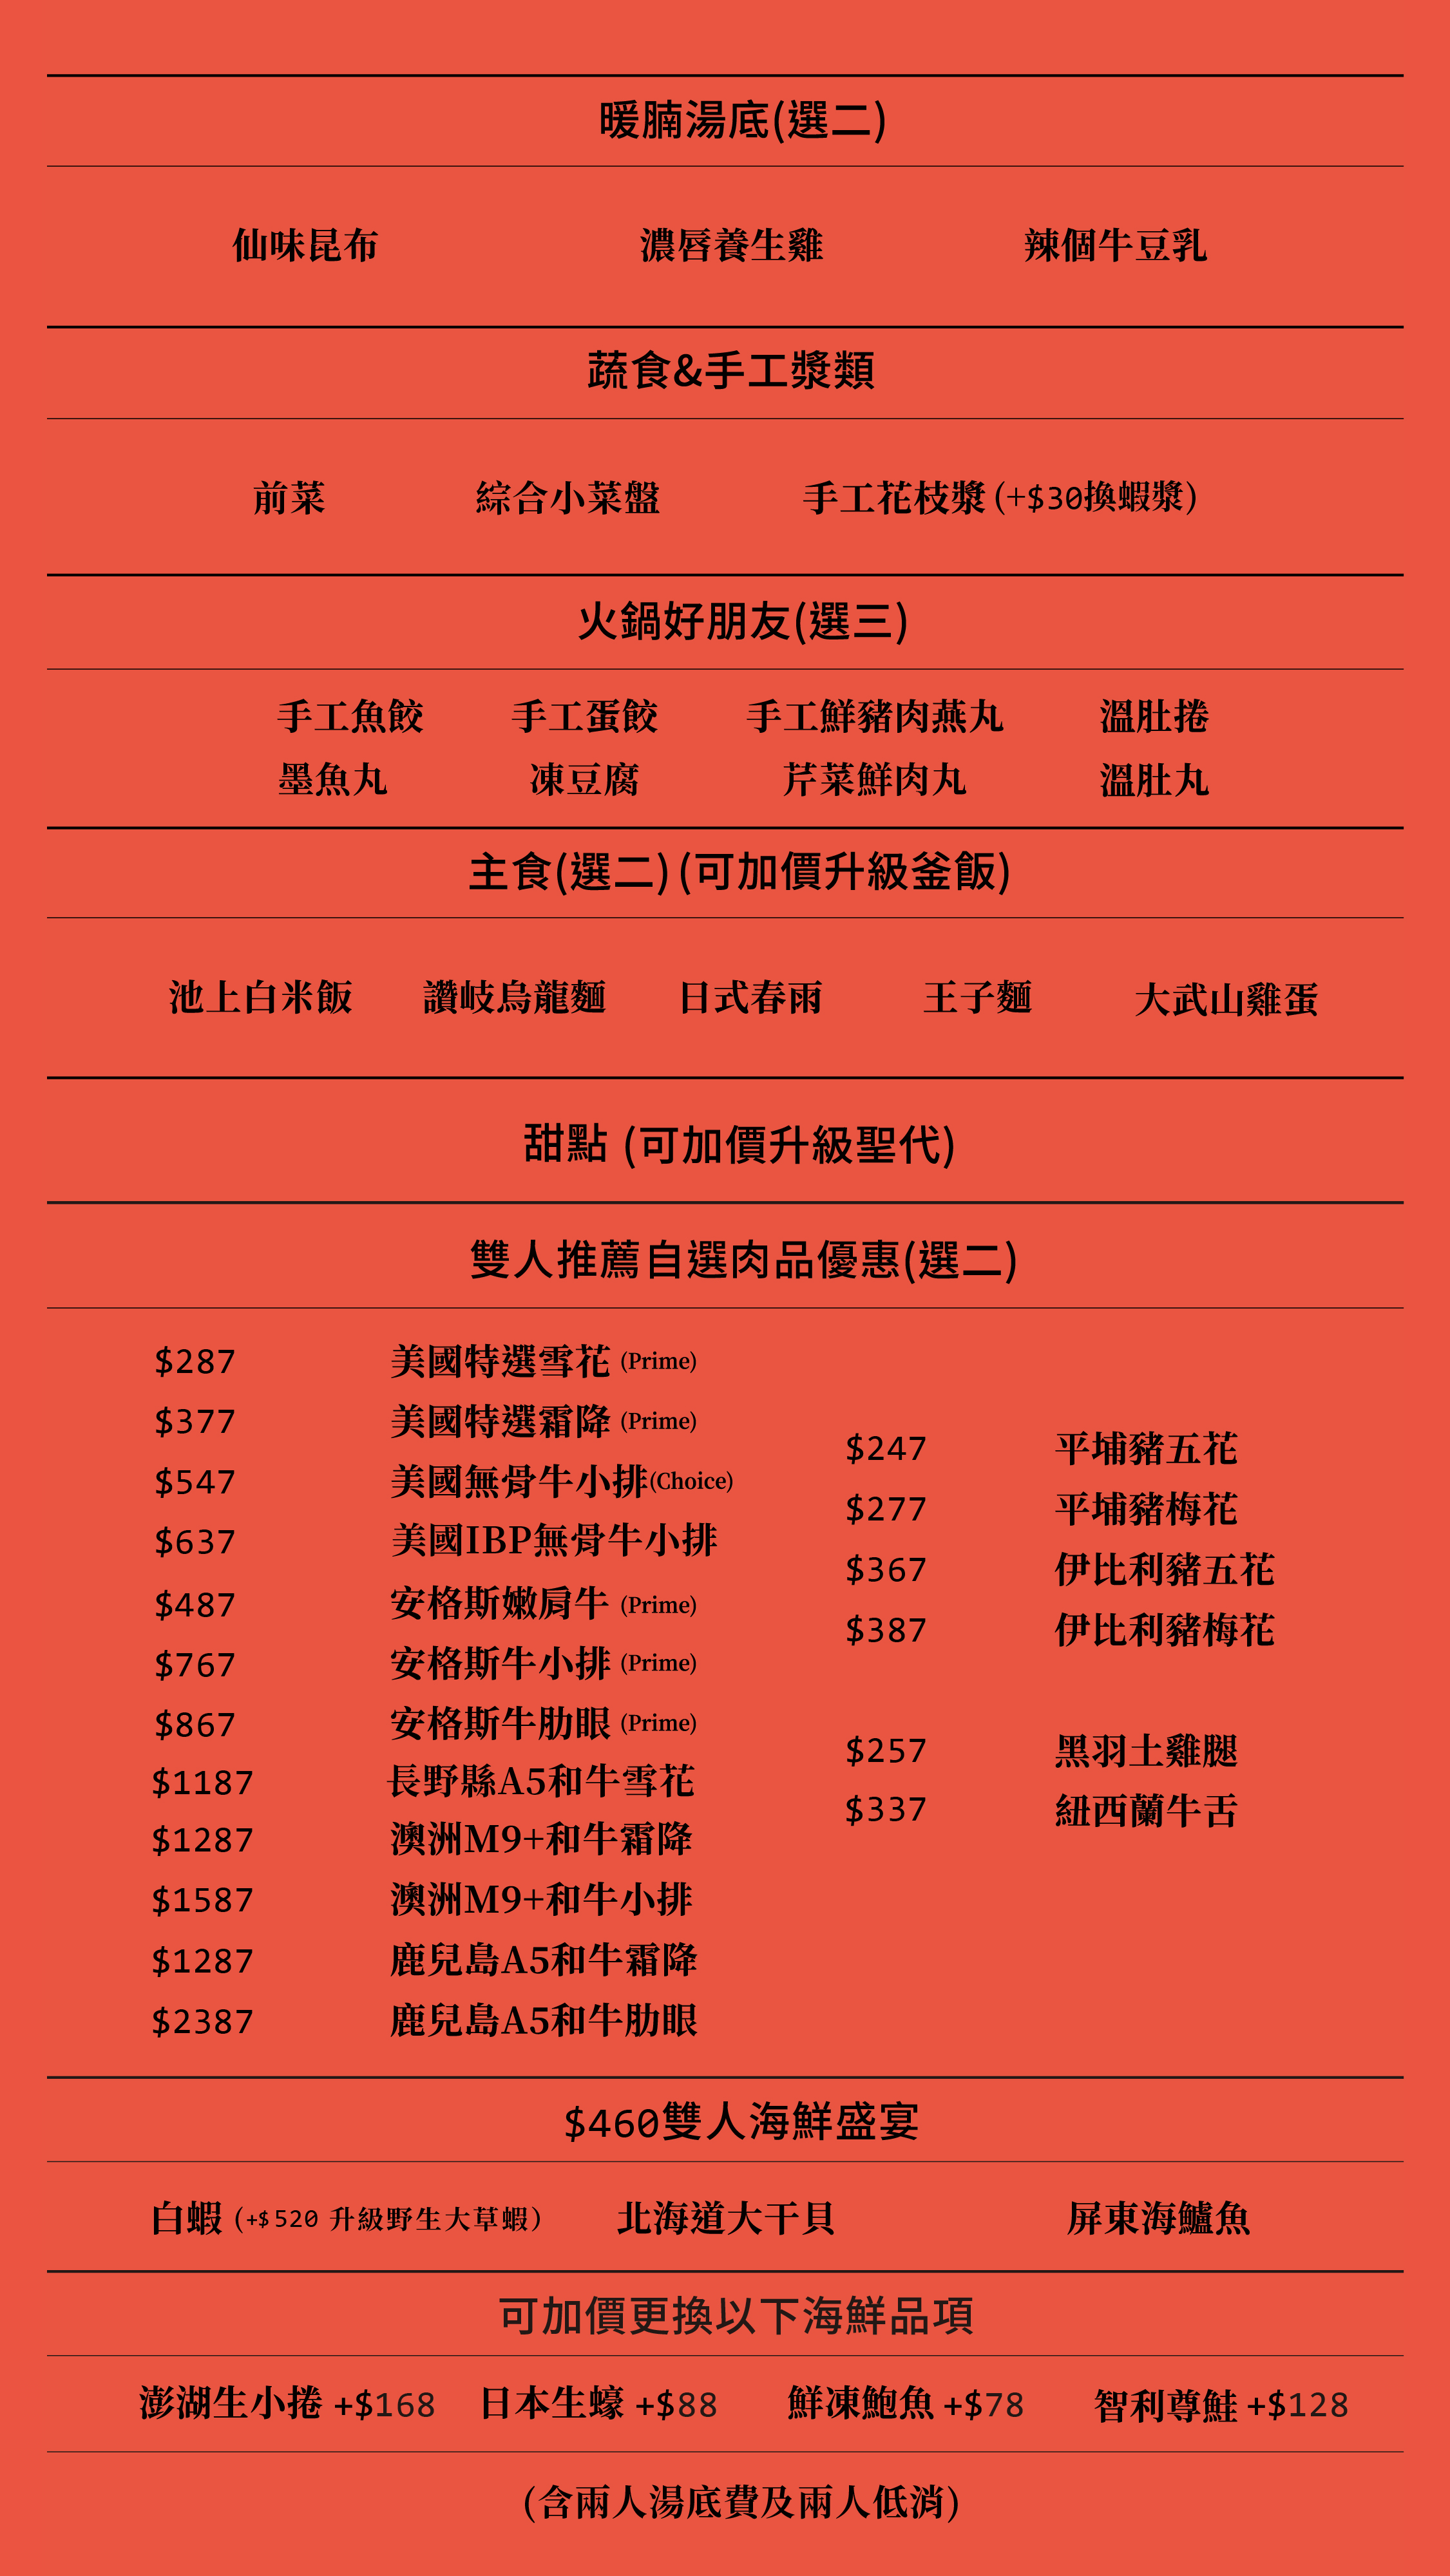 暖腩湯底(選二)
仙味昆布 濃唇養生雞 辣個牛豆乳
蔬食&手工漿類
前菜 綜合小菜盤 手工花枝漿 (+$30換蝦漿)
火鍋好朋友(選三)
手工魚餃 手工蛋餃 手工鮮豬肉燕丸 溫肚捲
墨魚丸 凍豆腐 芹菜鮮肉丸 溫肚丸
主食(選二) (可加價升級釜飯)
池上白米飯 讚岐烏龍麵 日式春雨 王子麵 大武山雞蛋
甜點 (可加價升級聖代)
雙人推薦自選肉品優惠(選二)
$287 美國特選雪花 (Prime)
$377 美國特選霜降 (Prime)
$547 美國無骨牛小排(Choice)
$637 美國IBP無骨牛小排
$487 安格斯嫩肩牛 (Prime)
$767 安格斯牛小排 (Prime)
$867 安格斯牛肋眼 (Prime)
$1187 長野縣A5和牛雪花
$1287 澳洲M9+和牛霜降
$1587 澳洲M9+和牛小排
$1287 鹿兒島A5和牛霜降
$2387 鹿兒島A5和牛肋眼
$247 平埔豬五花
$277 平埔豬梅花
$367 伊比利豬五花
$387 伊比利豬梅花
$257 黑羽土雞腿
$337 紐西蘭牛舌
$460雙人海鮮盛宴
白蝦 (+$520 升級野生大草蝦) 北海道大干貝 屏東海鱸魚
可加價更換以下海鮮品項
澎湖生小捲 +$168 日本生蠔 +$88 鮮凍鮑魚 +$78 智利尊鮭 +$128
(含兩人湯底費及兩人低消)